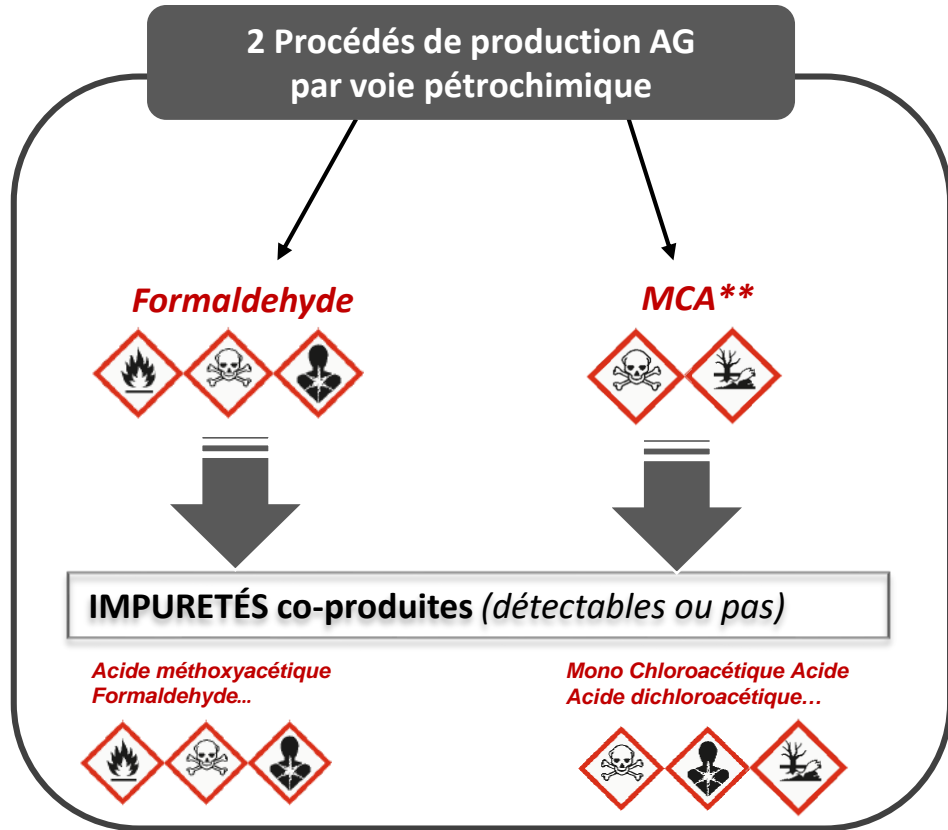 2 Procédés de production AG
par voie pétrochimique
Formaldehyde
MCA**
IMPURETÉS co-produites (détectables ou pas)
Acide méthoxyacétique
Formaldehyde...
Mono Chloroacétique Acide
Acide dichloroacétique...